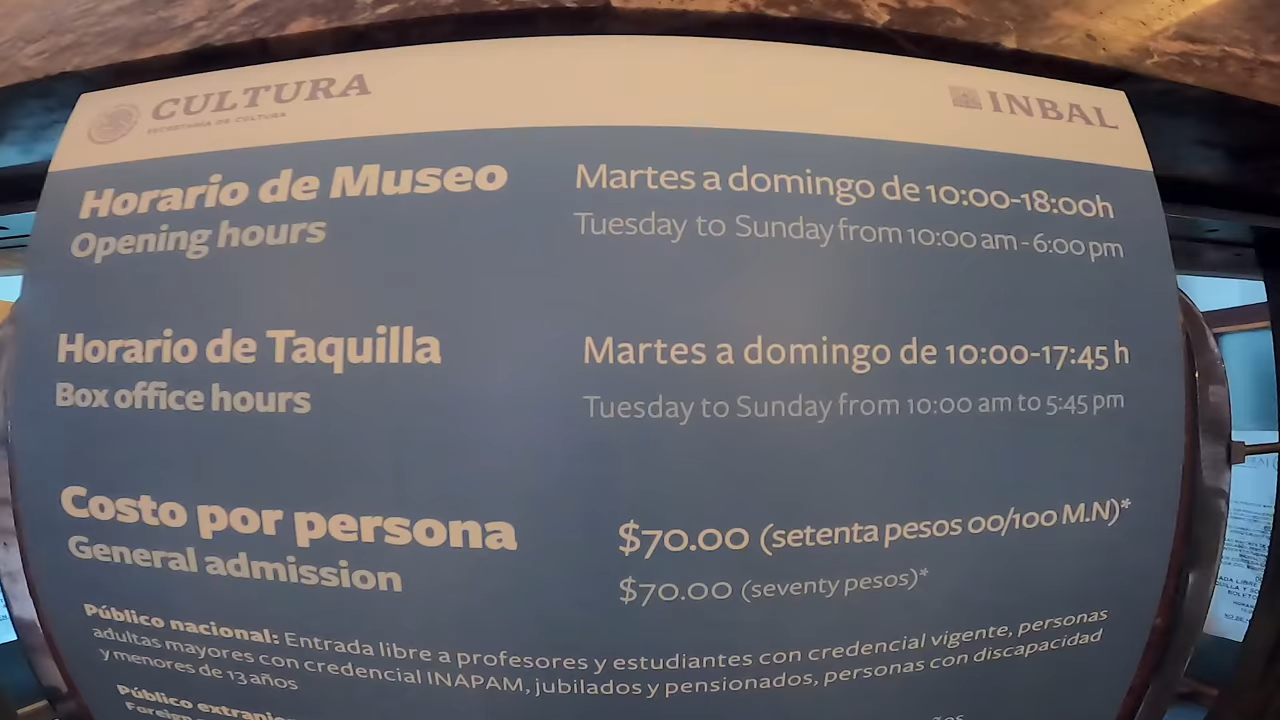 CULTURA
SECRETARÍA DE CULTURA
INBAL
Horario de Museo
Opening hours
Martes a domingo de 10:00-18:00h
Tuesday to Sunday from 10:00 am - 6:00 pm
Horario de Taquilla
Box office hours
Martes a domingo de 10:00-17:45 h
Tuesday to Sunday from 10:00 am to 5:45 pm
Costo por persona
General admission
$70.00 (setenta pesos 00/100 M.N)*
$70.00 (seventy pesos)*
Público nacional: Entrada libre a profesores y estudiantes con credencial vigente, personas
adultas mayores con credencial INAPAM, jubilados y pensionados, personas con discapacidad
y menores de 13 años
Público